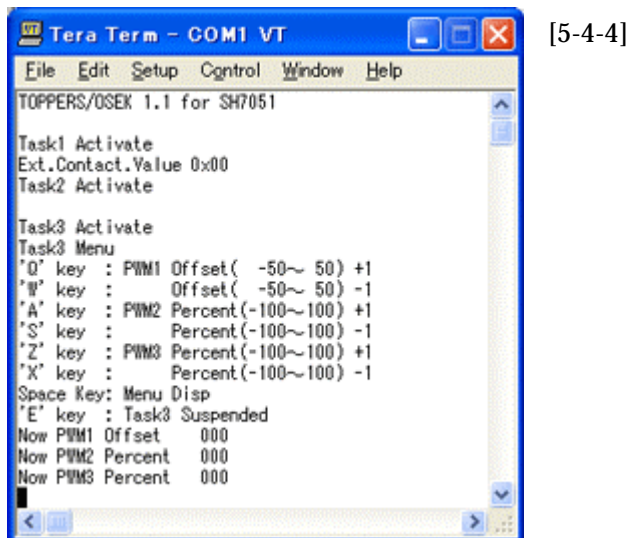 Tera Term - COM1 VT
[5-4-4]
File Edit Setup Control Window Help
TOPPERS/OSEK 1.1 for SH7051
Task1 Activate
Ext.Contact.Value 0x00
Task2 Activate
Task3 Activate
Task3 Menu
'Q' key : PWM1 Offset( -50～ 50) +1
'W' key : Offset( -50～ 50) -1
'A' key : PWM2 Percent(-100～100) +1
'S' key : Percent(-100～100) -1
'Z' key : PWM3 Percent(-100～100) +1
'X' key : Percent(-100～100) -1
Space Key: Menu Disp
'E' key : Task3 Suspended
Now PWM1 Offset 000
Now PWM2 Percent 000
Now PWM3 Percent 000